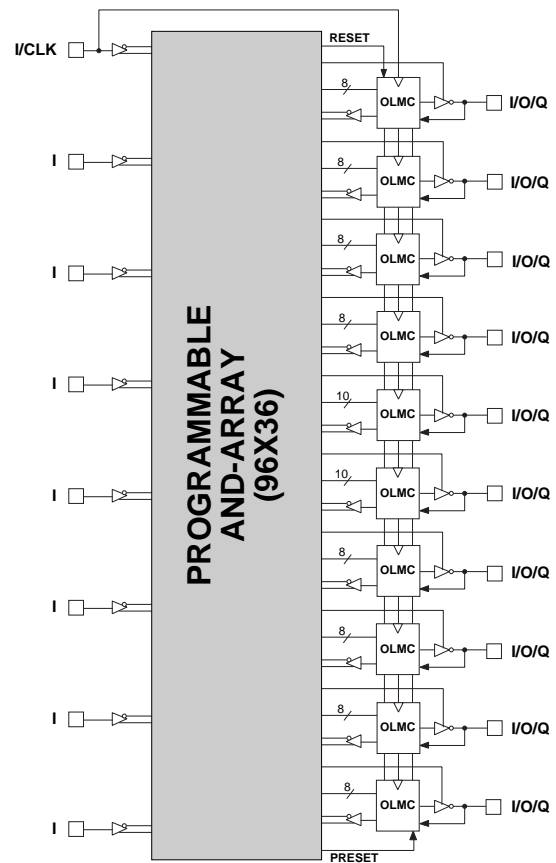 RESET
I/CLK
8
OLMC
I/O/Q
I
8
OLMC
I/O/Q
I
8
OLMC
I/O/Q
8
OLMC
I/O/Q
I
10
OLMC
I/O/Q
PROGRAMMABLE
AND-ARRAY
(96X36)
I
10
OLMC
I/O/Q
I
8
OLMC
I/O/Q
8
OLMC
I/O/Q
I
8
OLMC
I/O/Q
I
8
OLMC
I/O/Q
PRESET